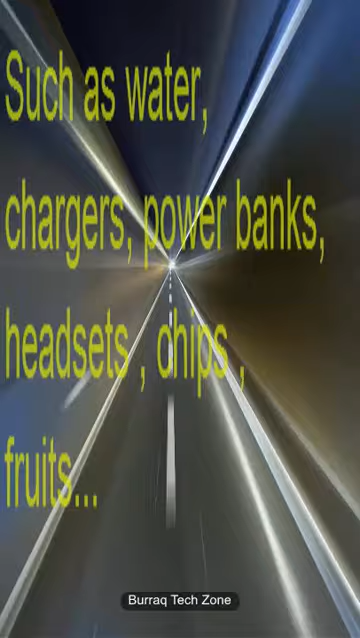 Such as water,
chargers, power banks,
headsets , chips ,
fruits...
Burraq Tech Zone